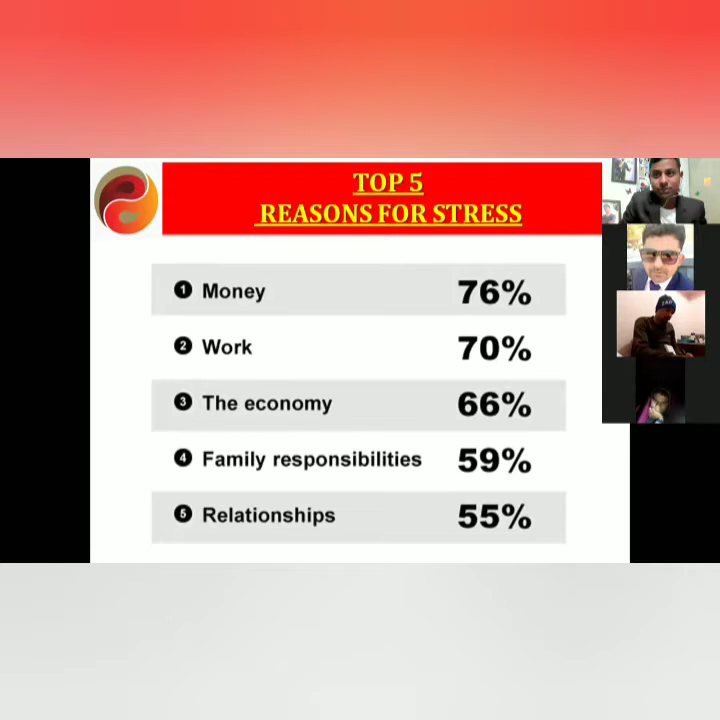 TOP 5
REASONS FOR STRESS
1 Money 76%
2 Work 70%
3 The economy 66%
4 Family responsibilities 59%
5 Relationships 55%